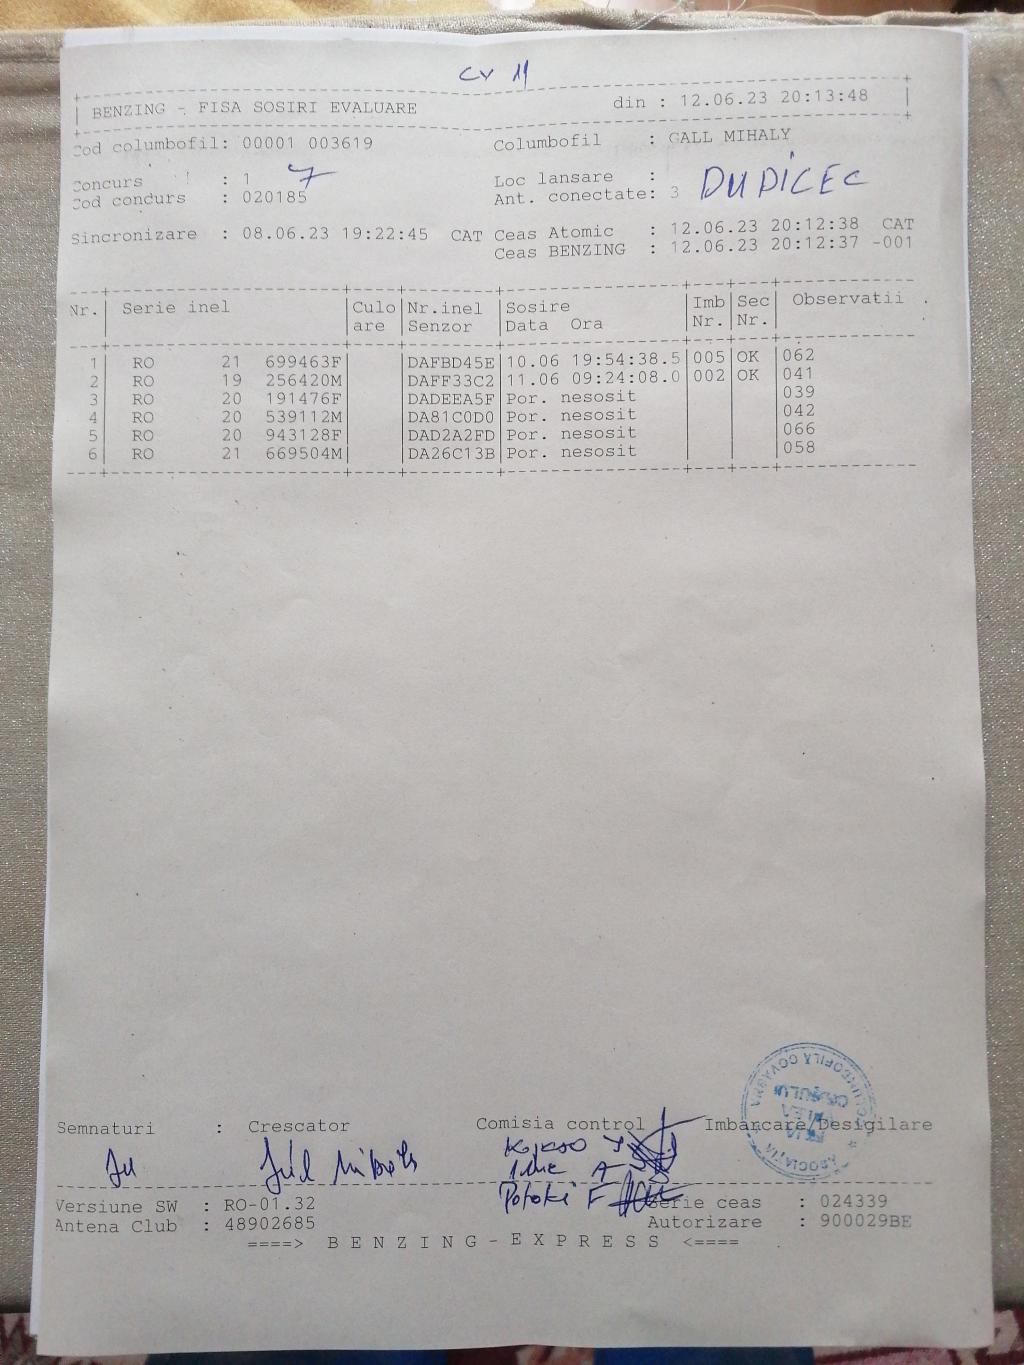 CV 11
BENZING - FISA SOSIRI EVALUARE din : 12.06.23 20:13:48
Cod columbofil: 00001 003619 Columbofil : GALL MIHALY
Concurs : 1 7 Loc lansare :
Cod concurs : 020185 Ant. conectate: 3 DUPICEC
Sincronizare : 08.06.23 19:22:45 CAT Ceas Atomic : 12.06.23 20:12:38 CAT
Ceas BENZING : 12.06.23 20:12:37 -001
Nr. Serie inel Culo Nr.inel Sosire Imb Sec Observatii
are Senzor Data Ora Nr. Nr.
1 RO 21 699463F DAFBD45E 10.06 19:54:38.5 005 OK 062
2 RO 19 256420M DAFF33C2 11.06 09:24:08.0 002 OK 041
3 RO 20 191476F DADEEA5F Por. nesosit 039
4 RO 20 539112M DA81C0D0 Por. nesosit 042
5 RO 20 943128F DAD2A2FD Por. nesosit 066
6 RO 21 669504M DA26C13B Por. nesosit 058
Semnaturi : Crescator Comisia control Imbarcare/Desigilare
Potoki F
Versiune SW : RO-01.32 Serie ceas : 024339
Antena Club : 48902685 Autorizare : 900029BE
====> BENZING-EXPRESS <====